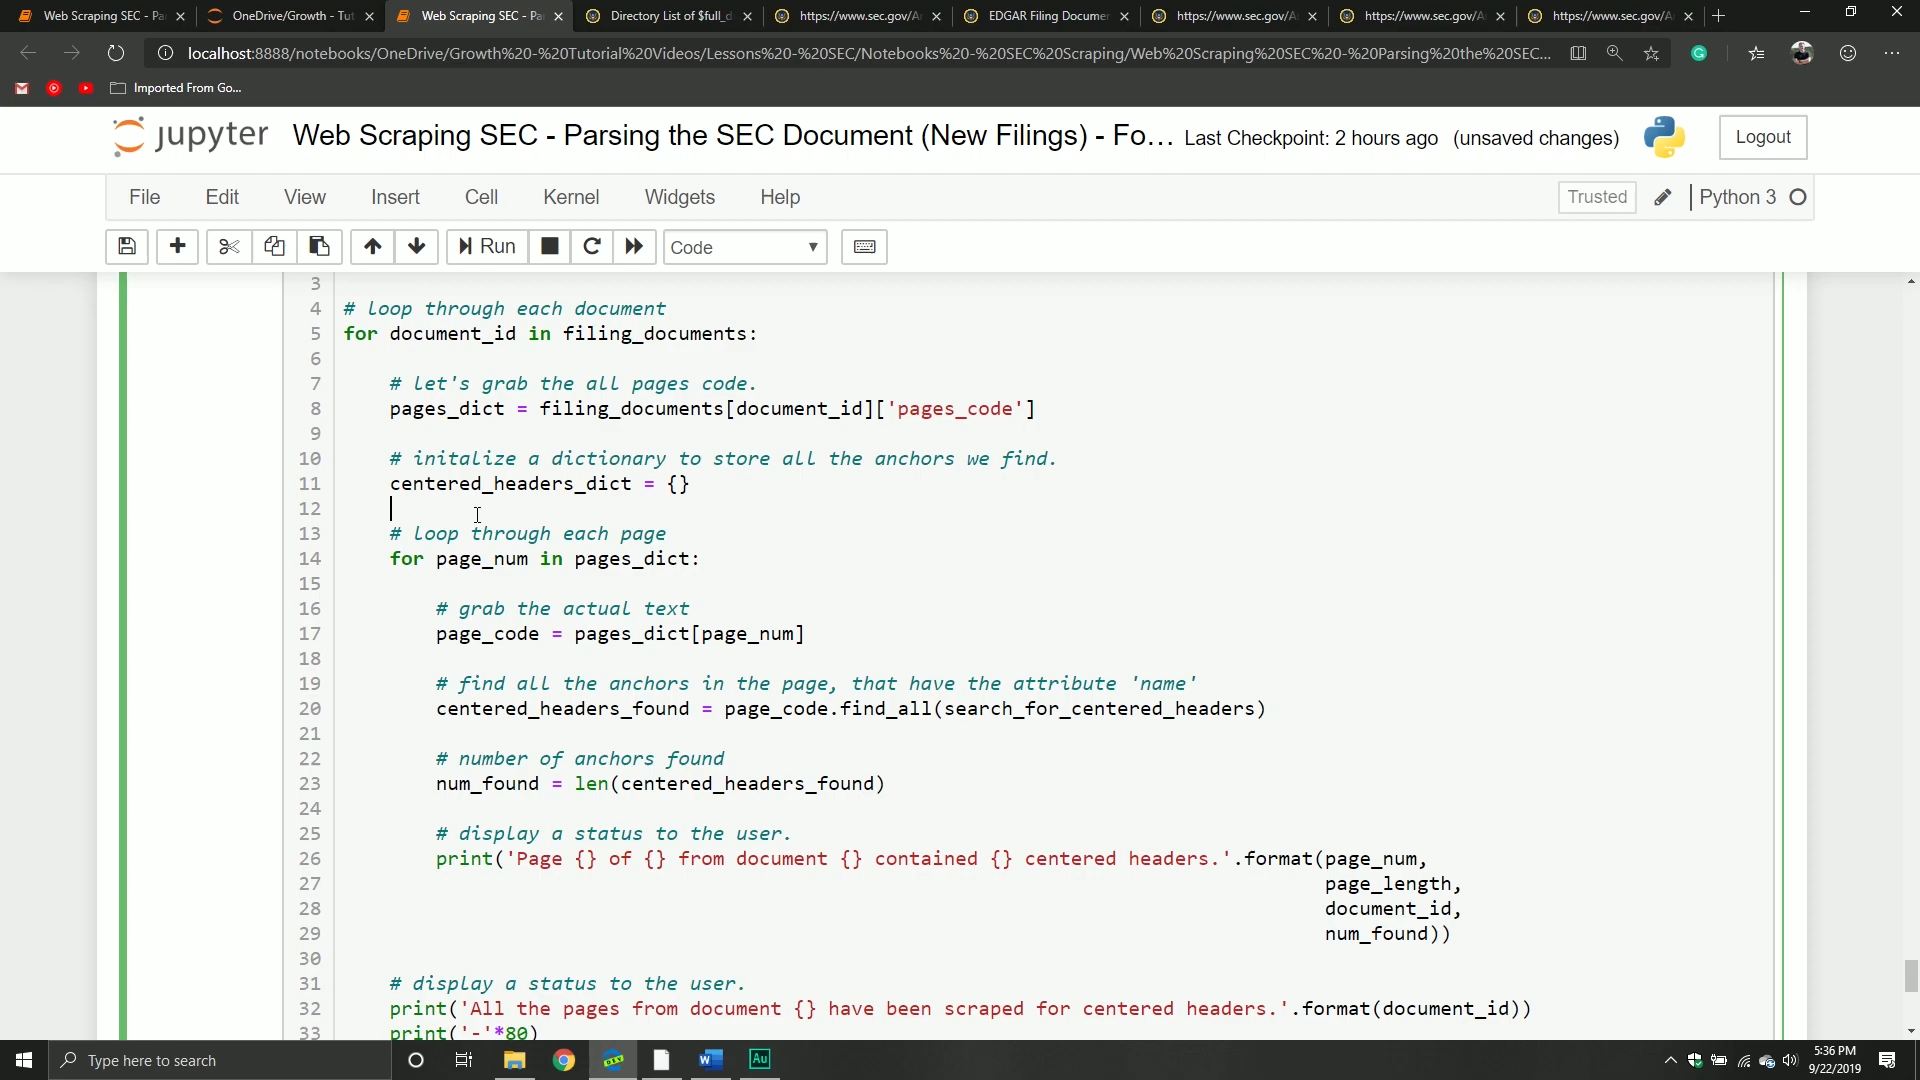 Web Scraping SEC - Pa
OneDrive/Growth - Tut
Web Scraping SEC - Pa
Directory List of $full_d
https://www.sec.gov/A
EDGAR Filing Documen
https://www.sec.gov/A
https://www.sec.gov/A
https://www.sec.gov/A
localhost:8888/notebooks/OneDrive/Growth%20-%20Tutorial%20Videos/Lessons%20-%20SEC/Notebooks%20-%20SEC%20Scraping/Web%20Scraping%20SEC%20-%20Parsing%20the%20SEC...
Imported From Go...
jupyter Web Scraping SEC - Parsing the SEC Document (New Filings) - Fo... Last Checkpoint: 2 hours ago (unsaved changes) Logout
File Edit View Insert Cell Kernel Widgets Help Trusted Python 3
Run Code
3
4 # loop through each document
5 for document_id in filing_documents:
6
7 # let's grab the all pages code.
8 pages_dict = filing_documents[document_id]['pages_code']
9
10 # initalize a dictionary to store all the anchors we find.
11 centered_headers_dict = {}
12
13 # loop through each page
14 for page_num in pages_dict:
15
16 # grab the actual text
17 page_code = pages_dict[page_num]
18
19 # find all the anchors in the page, that have the attribute 'name'
20 centered_headers_found = page_code.find_all(search_for_centered_headers)
21
22 # number of anchors found
23 num_found = len(centered_headers_found)
24
25 # display a status to the user.
26 print('Page {} of {} from document {} contained {} centered headers.'.format(page_num,
27 page_length,
28 document_id,
29 num_found))
30
31 # display a status to the user.
32 print('All the pages from document {} have been scraped for centered headers.'.format(document_id))
33 print('-'*80)
Type here to search
DEV
Au
5:36 PM
9/22/2019